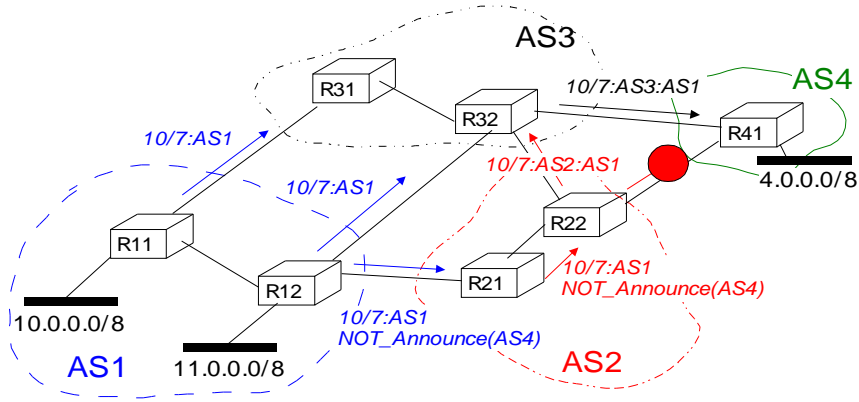 AS3
R31
10/7:AS3:AS1
AS4
R32
R41
10/7:AS1
10/7:AS2:AS1
4.0.0.0/8
10/7:AS1
R11
R22
R12
R21
10/7:AS1
NOT_Announce(AS4)
10.0.0.0/8
10/7:AS1
NOT_Announce(AS4)
11.0.0.0/8
AS1
AS2